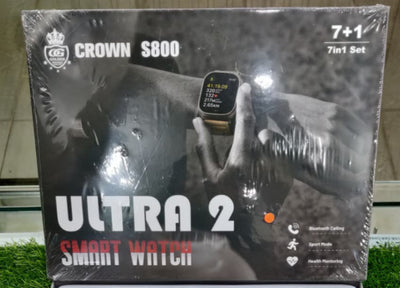 CROWN S800
7+1
7in1 Set
ULTRA 2
SMART WATCH
Bluetooth Calling
Sport Mode
Health Monitoring